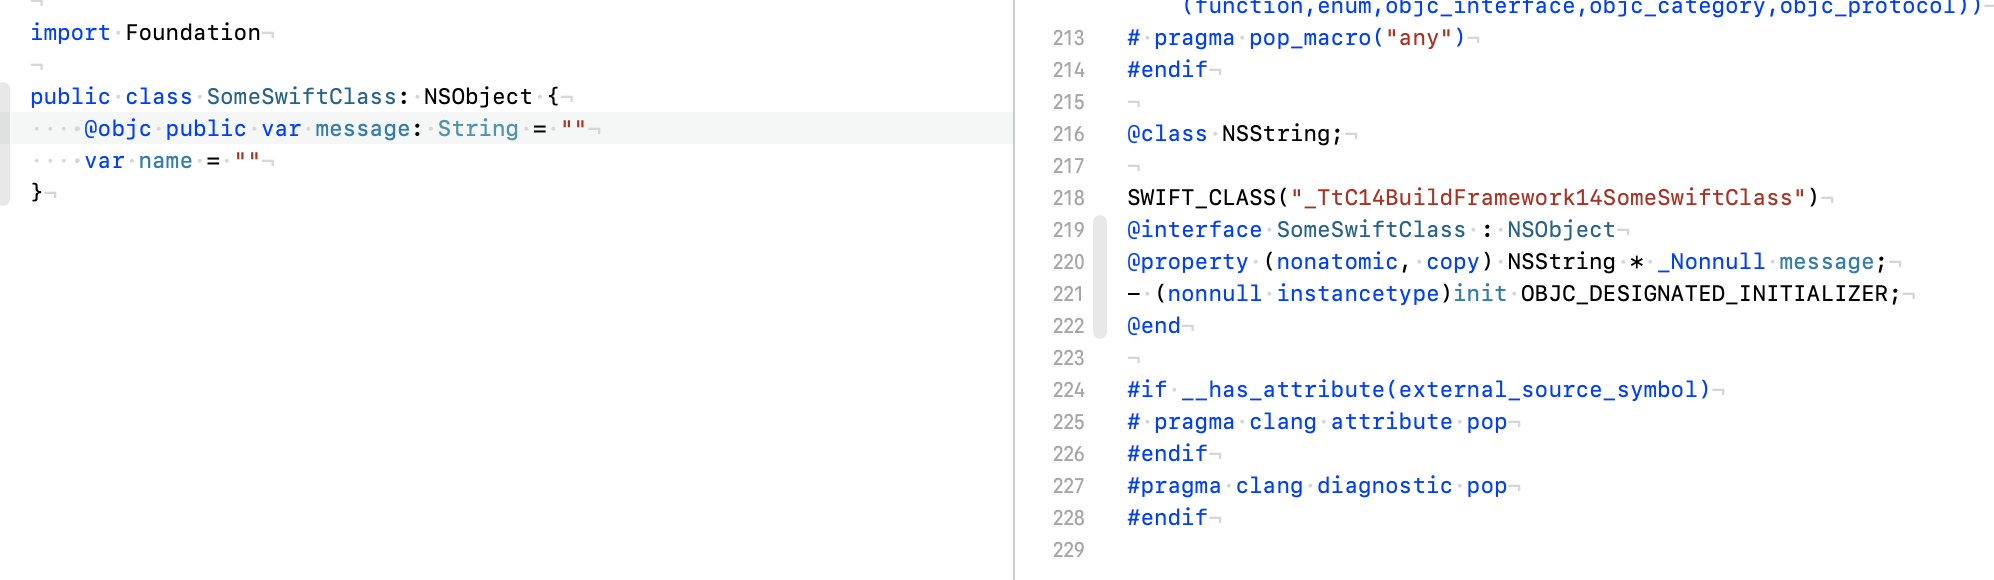 import Foundation
public class SomeSwiftClass: NSObject {
    @objc public var message: String = ""
    var name = ""
}
(function,enum,objc_interface,objc_category,objc_protocol))
213 # pragma pop_macro("any")
214 #endif
215
216 @class NSString;
217
218 SWIFT_CLASS("_TtC14BuildFramework14SomeSwiftClass")
219 @interface SomeSwiftClass : NSObject
220 @property (nonatomic, copy) NSString * _Nonnull message;
221 - (nonnull instancetype)init OBJC_DESIGNATED_INITIALIZER;
222 @end
223
224 #if __has_attribute(external_source_symbol)
225 # pragma clang attribute pop
226 #endif
227 #pragma clang diagnostic pop
228 #endif
229